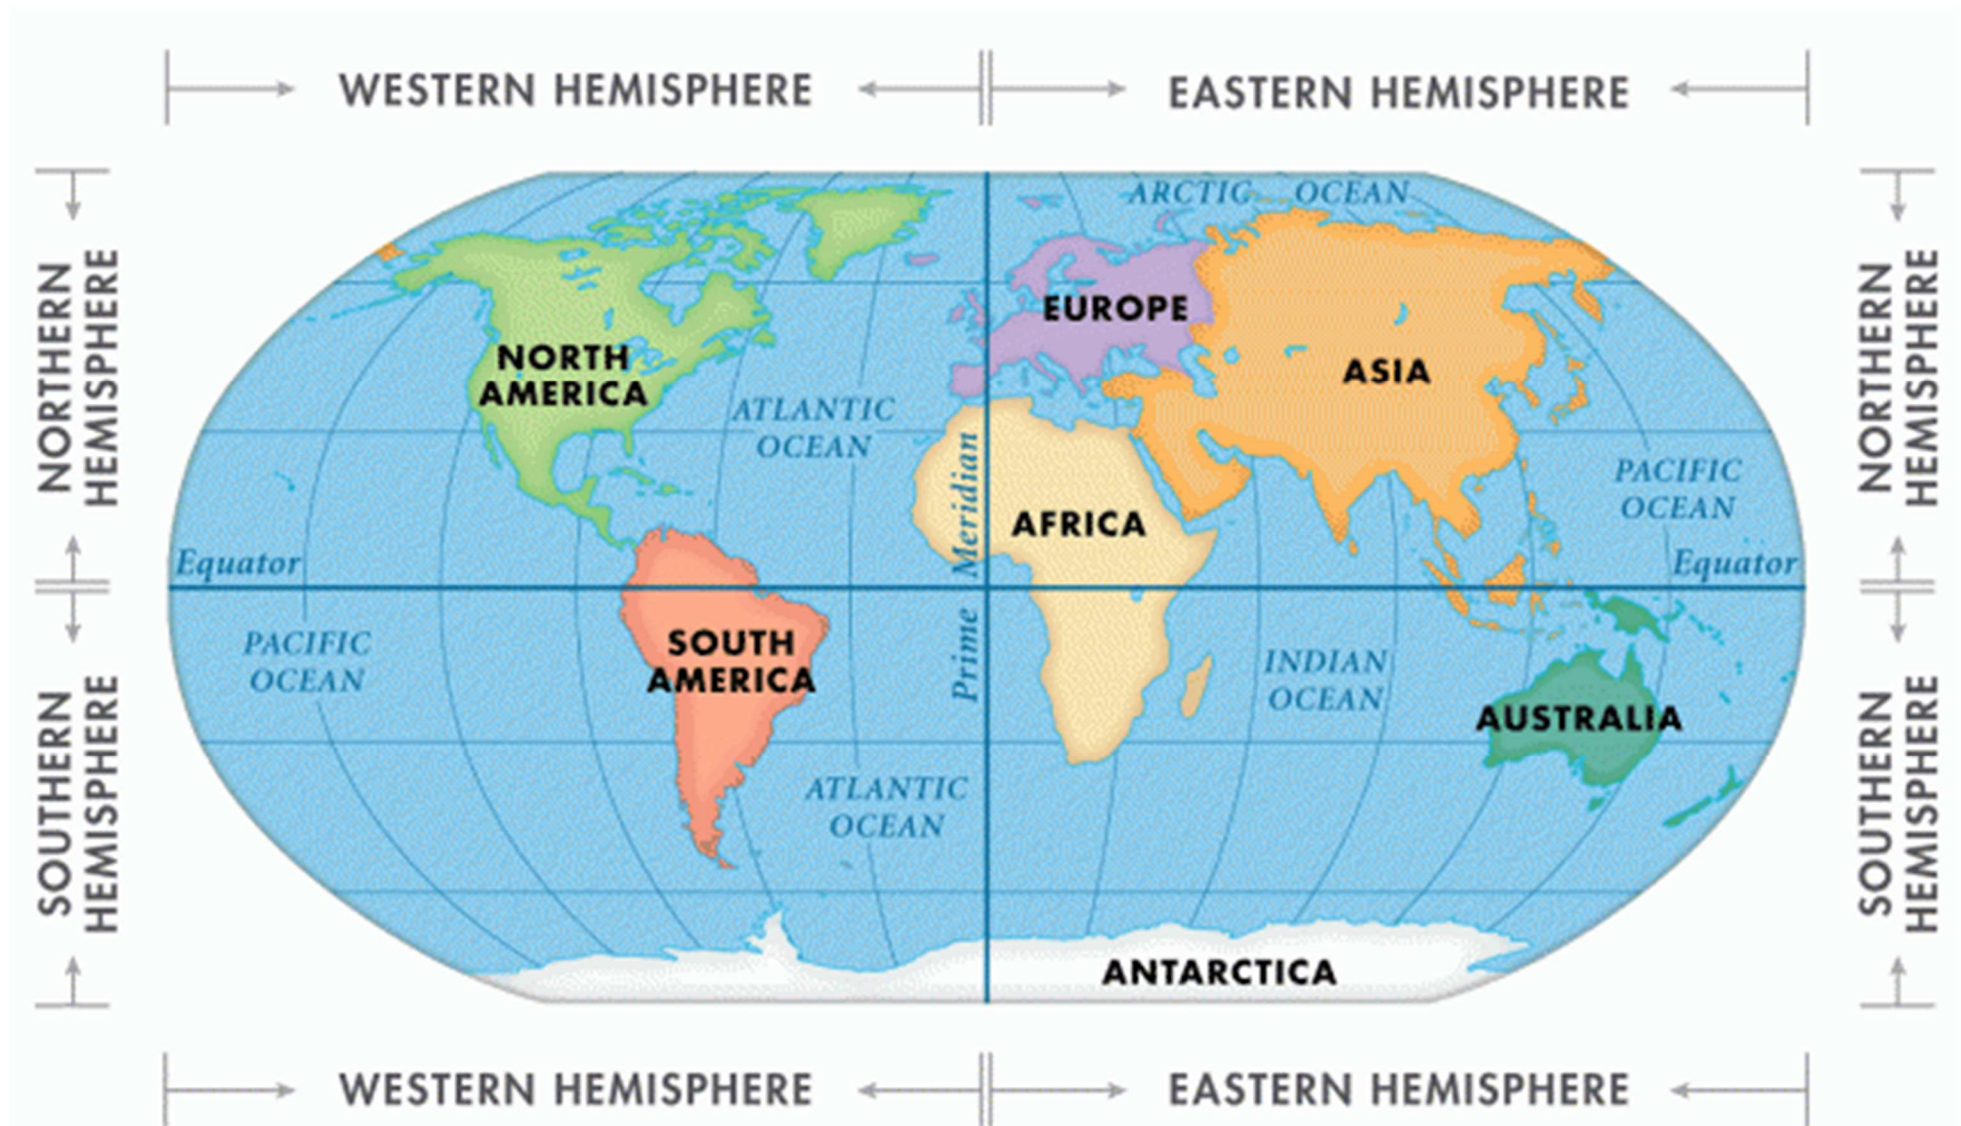 WESTERN HEMISPHERE
EASTERN HEMISPHERE
NORTHERN
HEMISPHERE
SOUTHERN
HEMISPHERE
ARCTIC OCEAN
EUROPE
NORTH
AMERICA
ASIA
ATLANTIC
OCEAN
PACIFIC
OCEAN
AFRICA
Prime Meridian
Equator
Equator
SOUTH
AMERICA
PACIFIC
OCEAN
INDIAN
OCEAN
AUSTRALIA
ATLANTIC
OCEAN
ANTARCTICA
NORTHERN
HEMISPHERE
SOUTHERN
HEMISPHERE
WESTERN HEMISPHERE
EASTERN HEMISPHERE